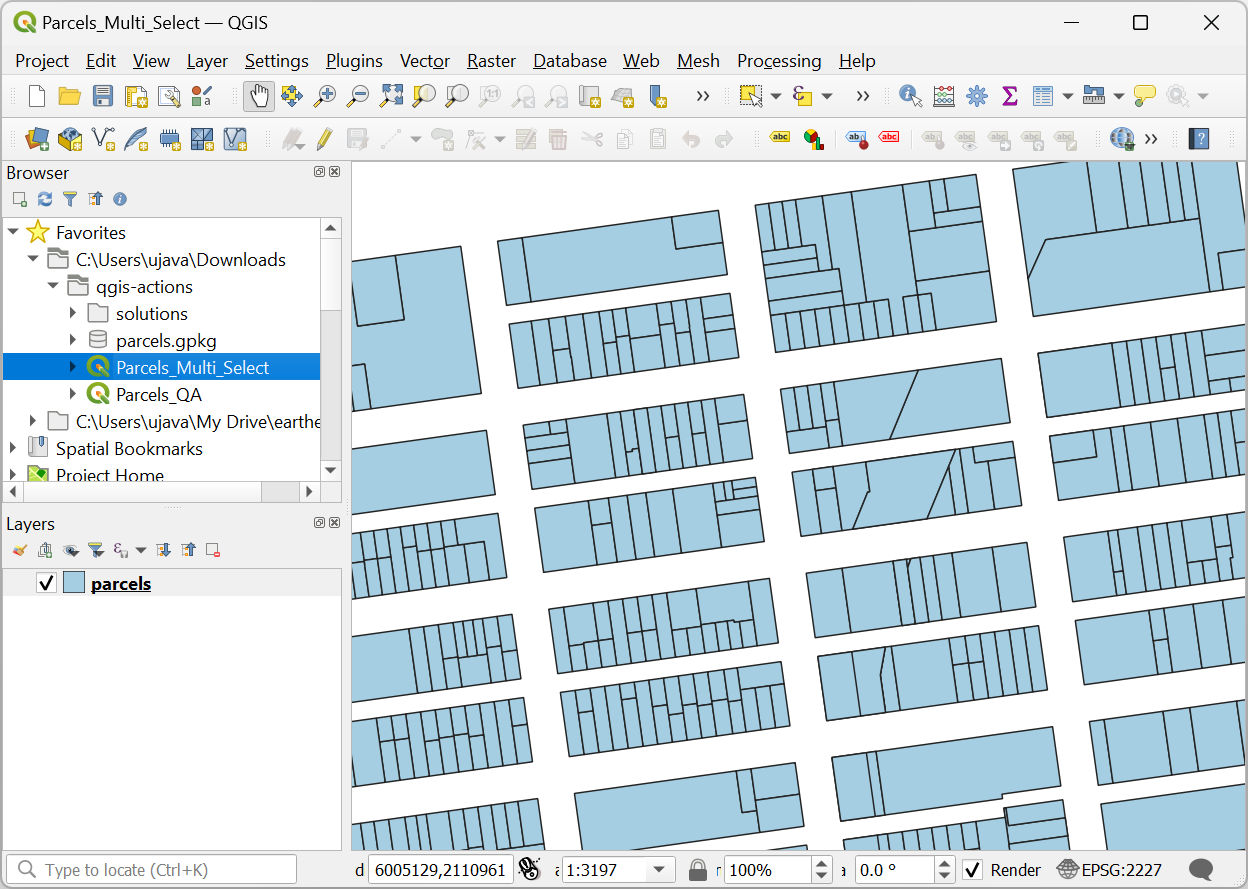 Parcels_Multi_Select — QGIS
Project Edit View Layer Settings Plugins Vector Raster Database Web Mesh Processing Help
Browser
Favorites
C:\Users\ujava\Downloads
qgis-actions
solutions
parcels.gpkg
Parcels_Multi_Select
Parcels_QA
C:\Users\ujava\My Drive\earthe
Spatial Bookmarks
Project Home
Layers
parcels
Type to locate (Ctrl+K)
d 6005129,2110961 1:3197 100% a 0.0 ° Render EPSG:2227